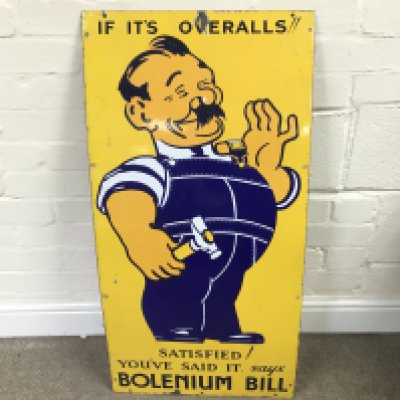 IF IT'S OVERALLS!!
SATISFIED!
YOU'VE SAID IT. says
BOLENIUM BILL